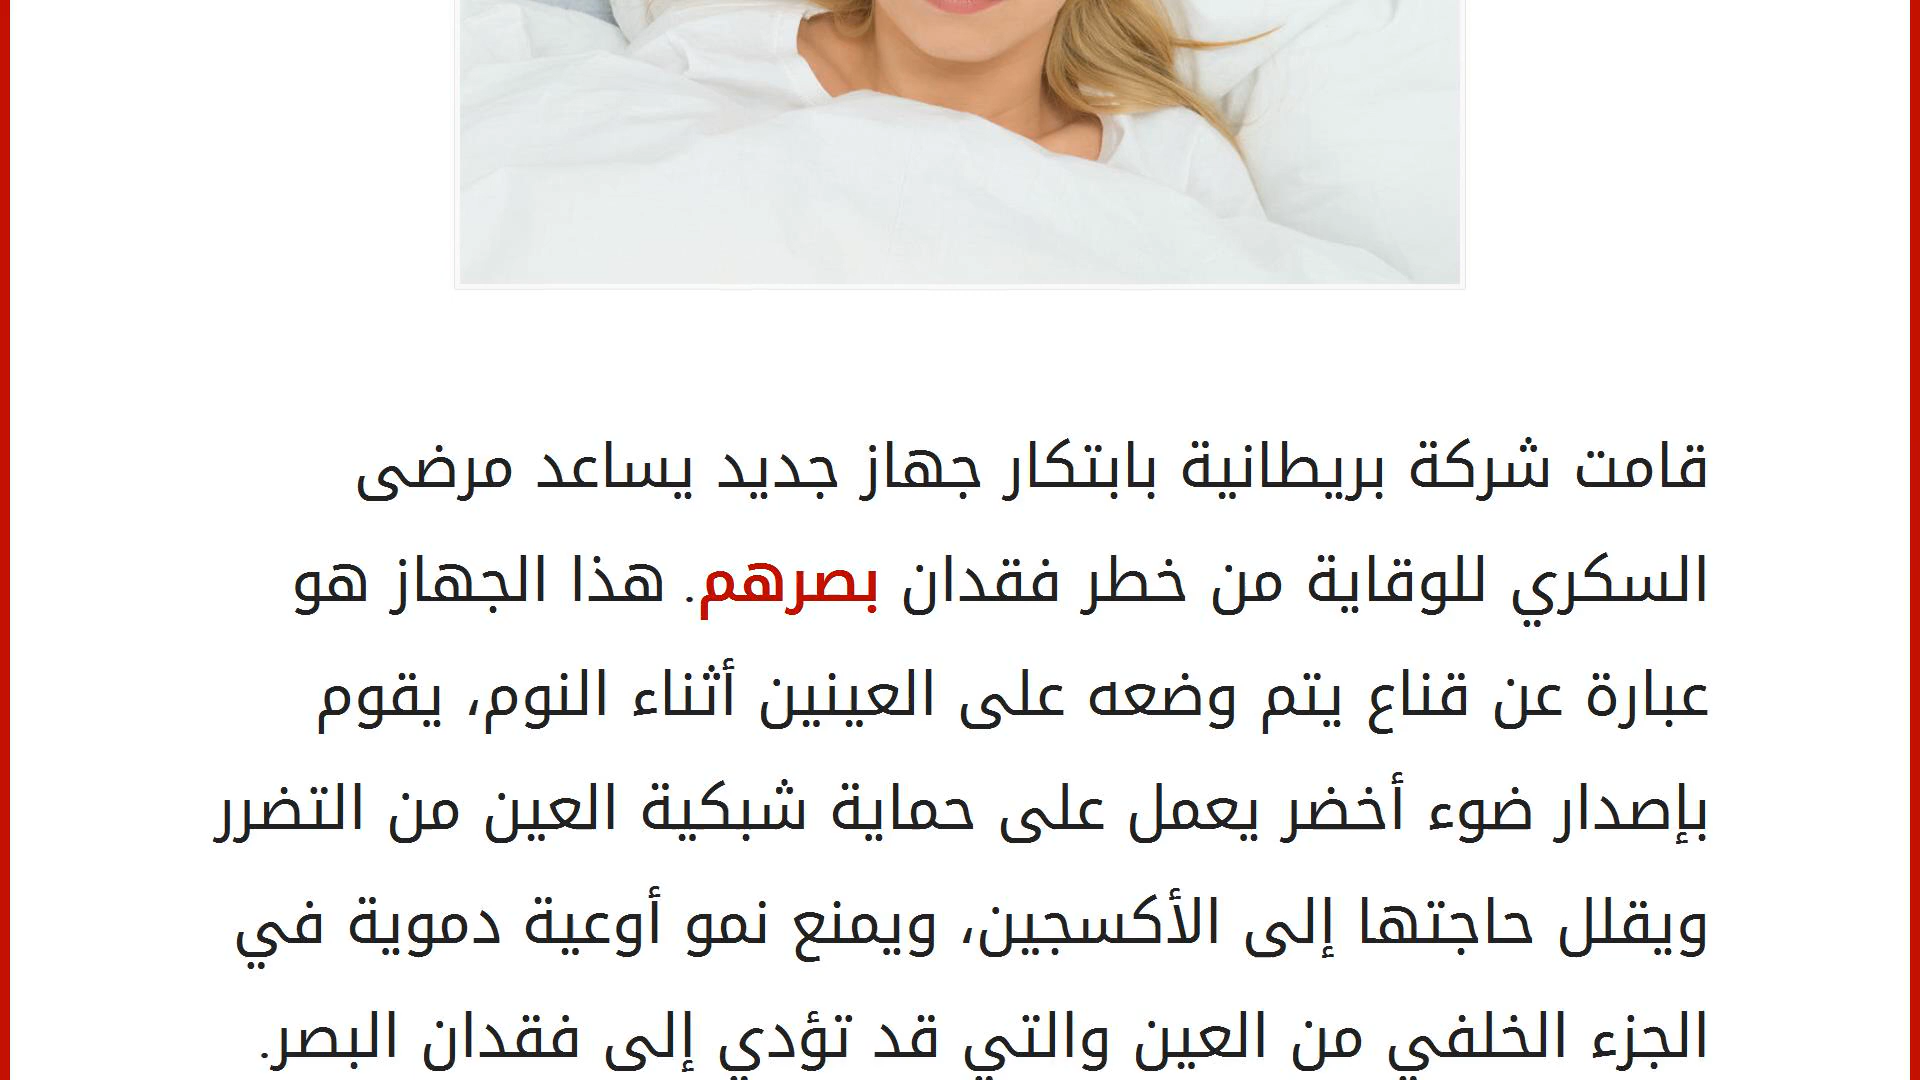 قامت شركة بريطانية بابتكار جهاز جديد يساعد مرضى
السكري للوقاية من خطر فقدان بصرهم. هذا الجهاز هو
عبارة عن قناع يتم وضعه على العينين أثناء النوم، يقوم
بإصدار ضوء أخضر يعمل على حماية شبكية العين من التضرر
ويقلل حاجتها إلى الأكسجين، ويمنع نمو أوعية دموية في
الجزء الخلفي من العين والتي قد تؤدي إلى فقدان البصر.